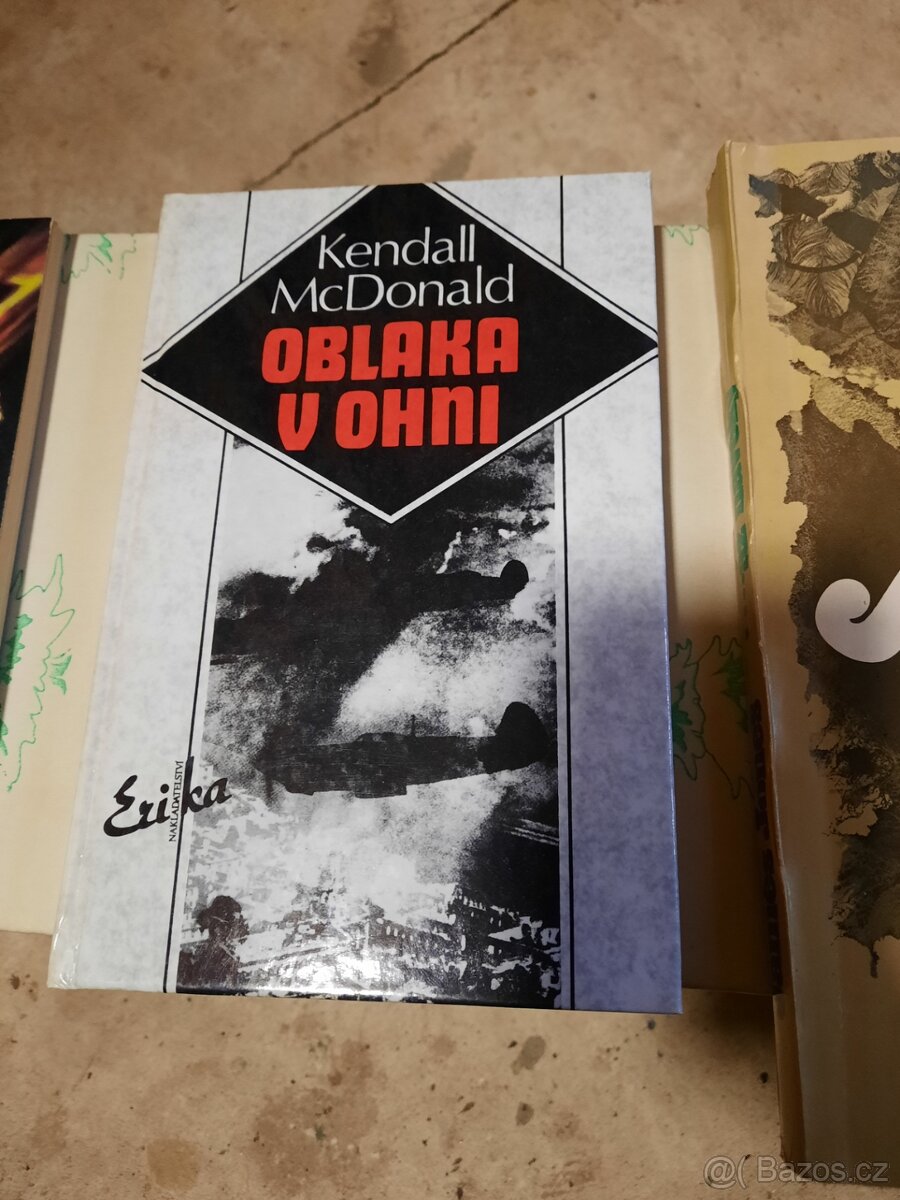 Kendall
McDonald
OBLAKA
V OHNI
Erika
NAKLADATELSTVÍ
@( Bazos.cz